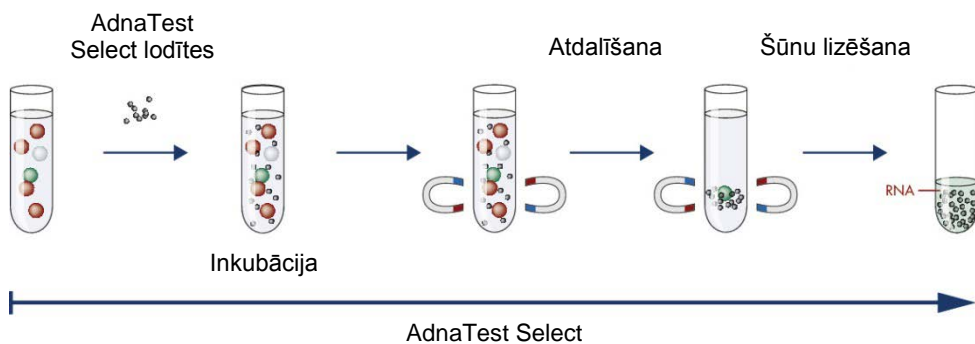 AdnaTest
Select lodītes
Atdalīšana
Šūnu lizēšana
RNA
Inkubācija
AdnaTest Select